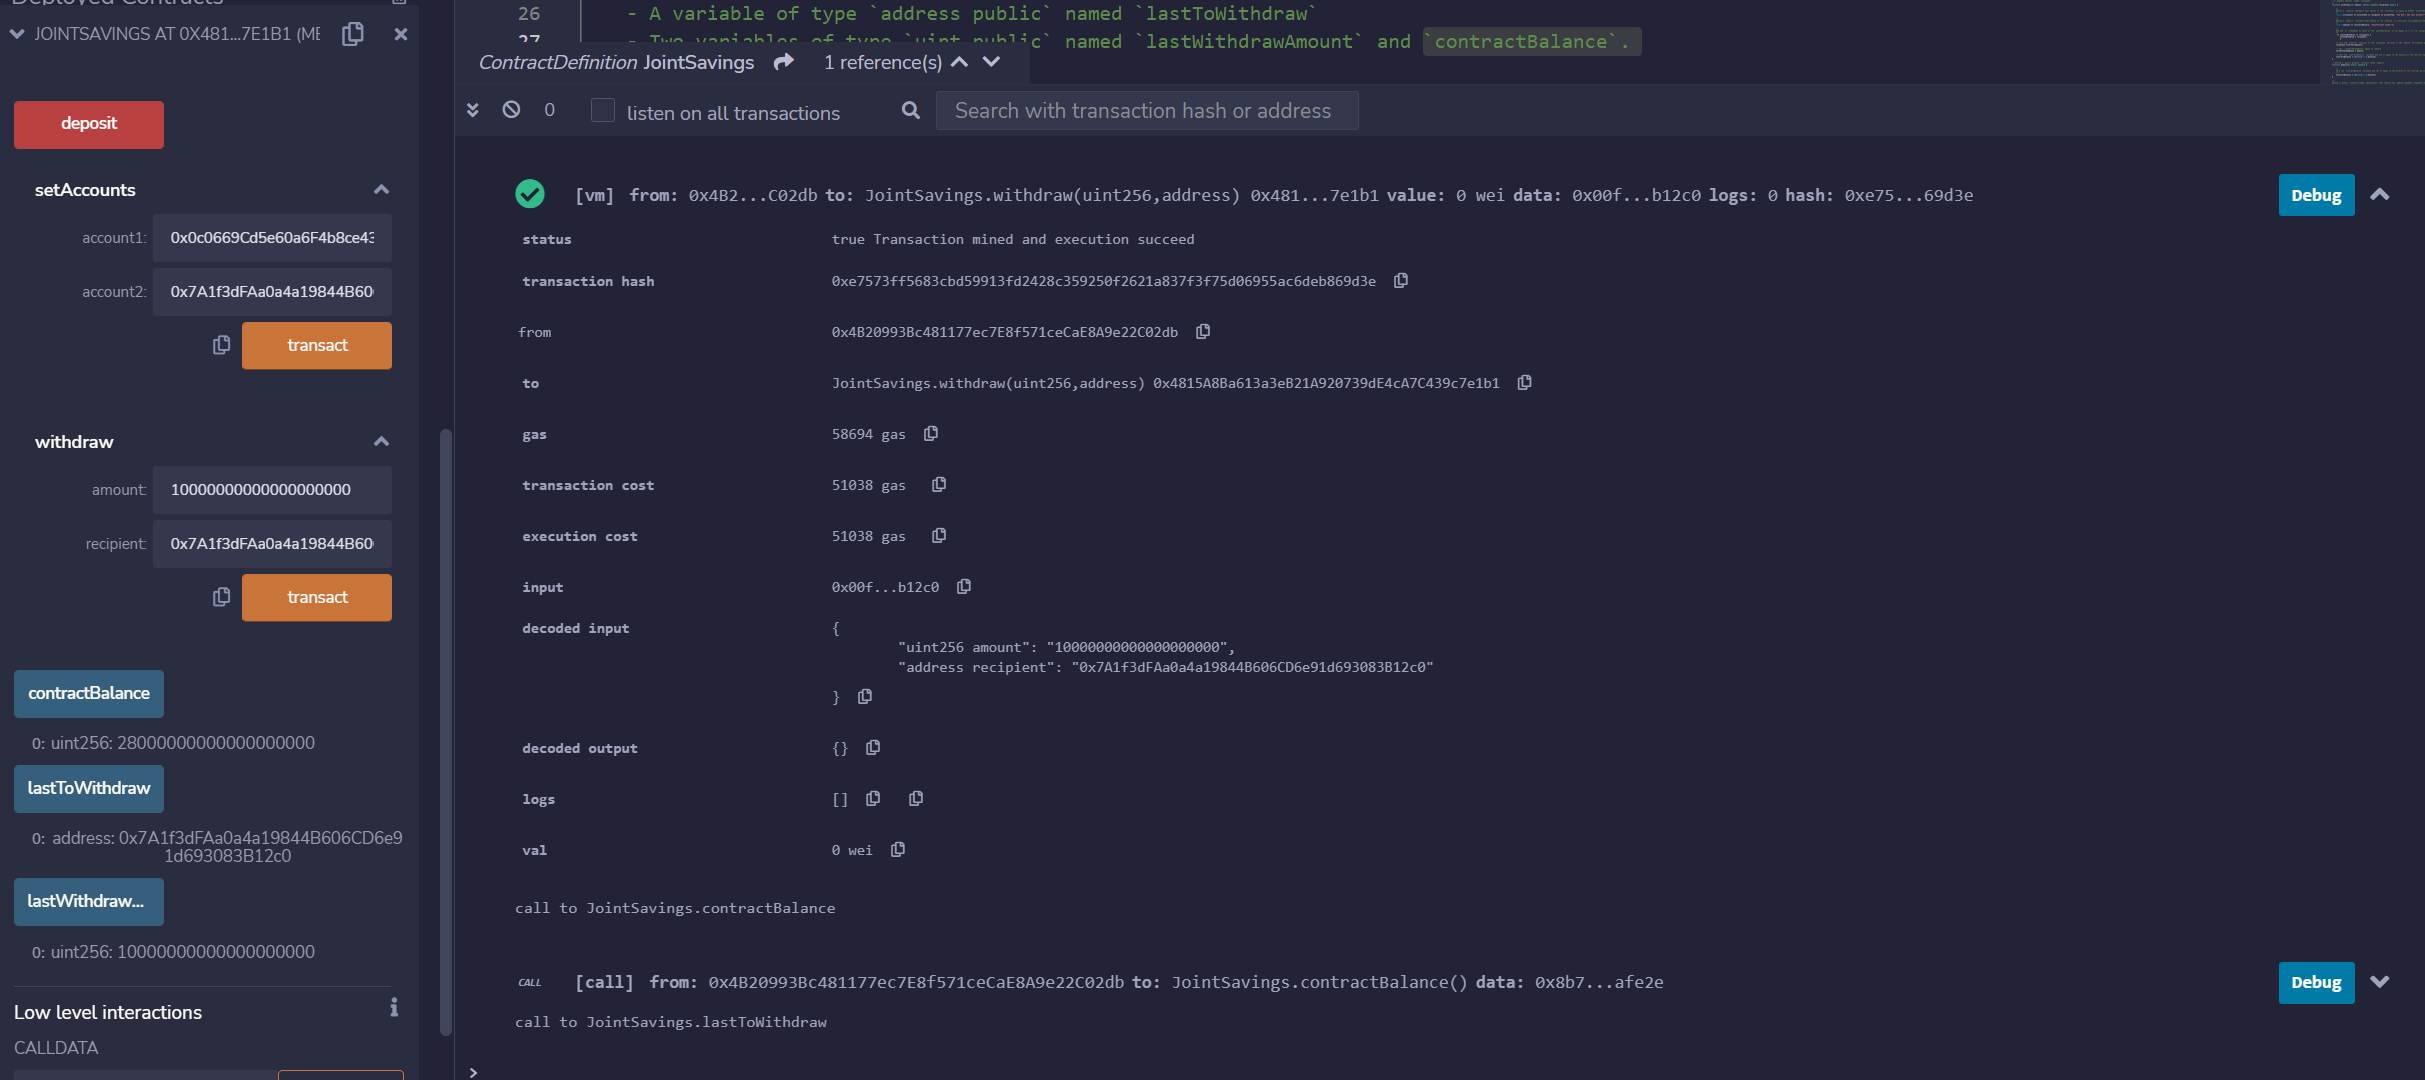 Deployed Contracts
JOINTSAVINGS AT 0X481...7E1B1 (ME
deposit
setAccounts
account1: 0x0c0669Cd5e60a6F4b8ce43
account2: 0x7A1f3dFAa0a4a19844B60
transact
withdraw
amount: 10000000000000000000
recipient: 0x7A1f3dFAa0a4a19844B60
transact
contractBalance
0: uint256: 28000000000000000000
lastToWithdraw
0: address: 0x7A1f3dFAa0a4a19844B606CD6e9
1d693083B12c0
lastWithdraw...
0: uint256: 10000000000000000000
Low level interactions
CALLDATA
26 - A variable of type `address public` named `lastToWithdraw`
27 - Two variables of type `uint public` named `lastWithdrawAmount` and `contractBalance`.
ContractDefinition JointSavings 1 reference(s)
0 listen on all transactions Search with transaction hash or address
[vm] from: 0x4B2...C02db to: JointSavings.withdraw(uint256,address) 0x481...7e1b1 value: 0 wei data: 0x00f...b12c0 logs: 0 hash: 0xe75...69d3e Debug
status true Transaction mined and execution succeed
transaction hash 0xe7573ff5683cbd59913fd2428c359250f2621a837f3f75d06955ac6deb869d3e
from 0x4B20993Bc481177ec7E8f571ceCaE8A9e22C02db
to JointSavings.withdraw(uint256,address) 0x4815A8Ba613a3eB21A920739dE4cA7C439c7e1b1
gas 58694 gas
transaction cost 51038 gas
execution cost 51038 gas
input 0x00f...b12c0
decoded input {
"uint256 amount": "10000000000000000000",
"address recipient": "0x7A1f3dFAa0a4a19844B606CD6e91d693083B12c0"
}
decoded output {}
logs []
val 0 wei
call to JointSavings.contractBalance
CALL [call] from: 0x4B20993Bc481177ec7E8f571ceCaE8A9e22C02db to: JointSavings.contractBalance() data: 0x8b7...afe2e Debug
call to JointSavings.lastToWithdraw
>